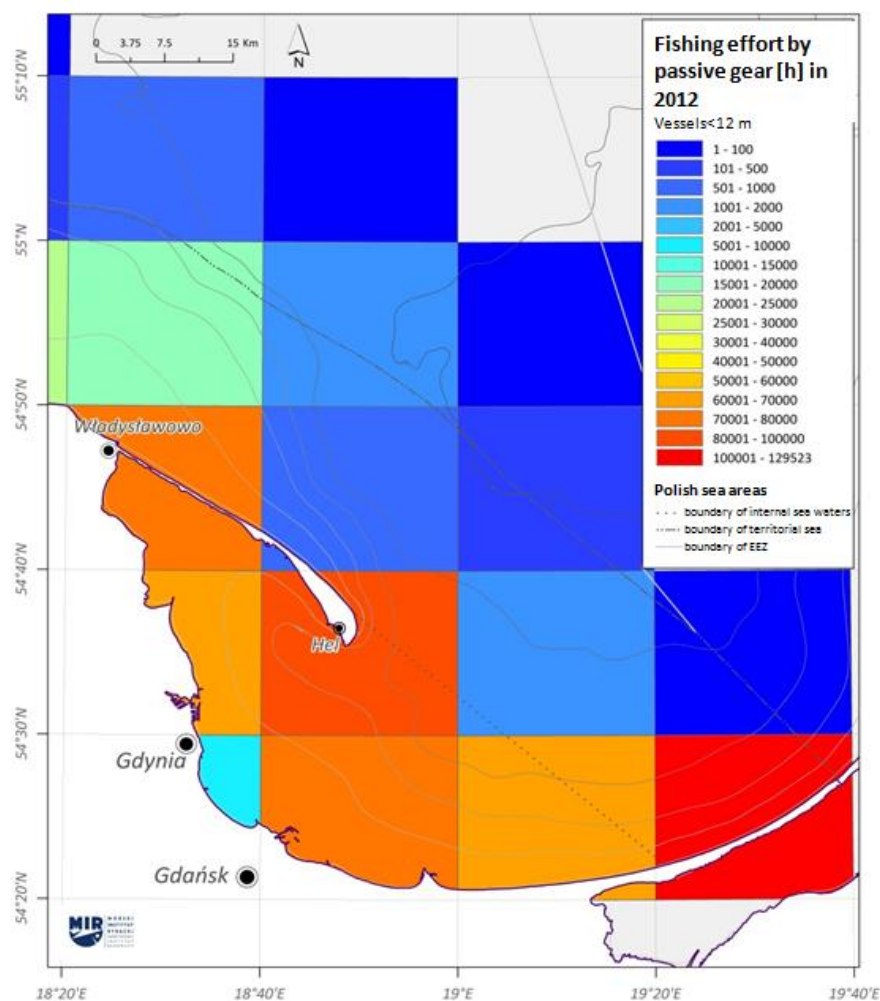 Fishing effort by
passive gear [h] in
2012
Vessels<12 m
1 - 100
101 - 500
501 - 1000
1001 - 2000
2001 - 5000
5001 - 10000
10001 - 15000
15001 - 20000
20001 - 25000
25001 - 30000
30001 - 40000
40001 - 50000
50001 - 60000
60001 - 70000
70001 - 80000
80001 - 100000
100001 - 129523
Polish sea areas
boundary of internal sea waters
boundary of territorial sea
boundary of EEZ
0 3.75 7.5 15 Km
N
55°10'N
55°N
54°50'N
54°40'N
54°30'N
54°20'N
Władysławowo
Hel
Gdynia
Gdańsk
MIR
MORSKI
INSTYTUT
RYBACKI
18°20'E 18°40'E 19°E 19°20'E 19°40'E